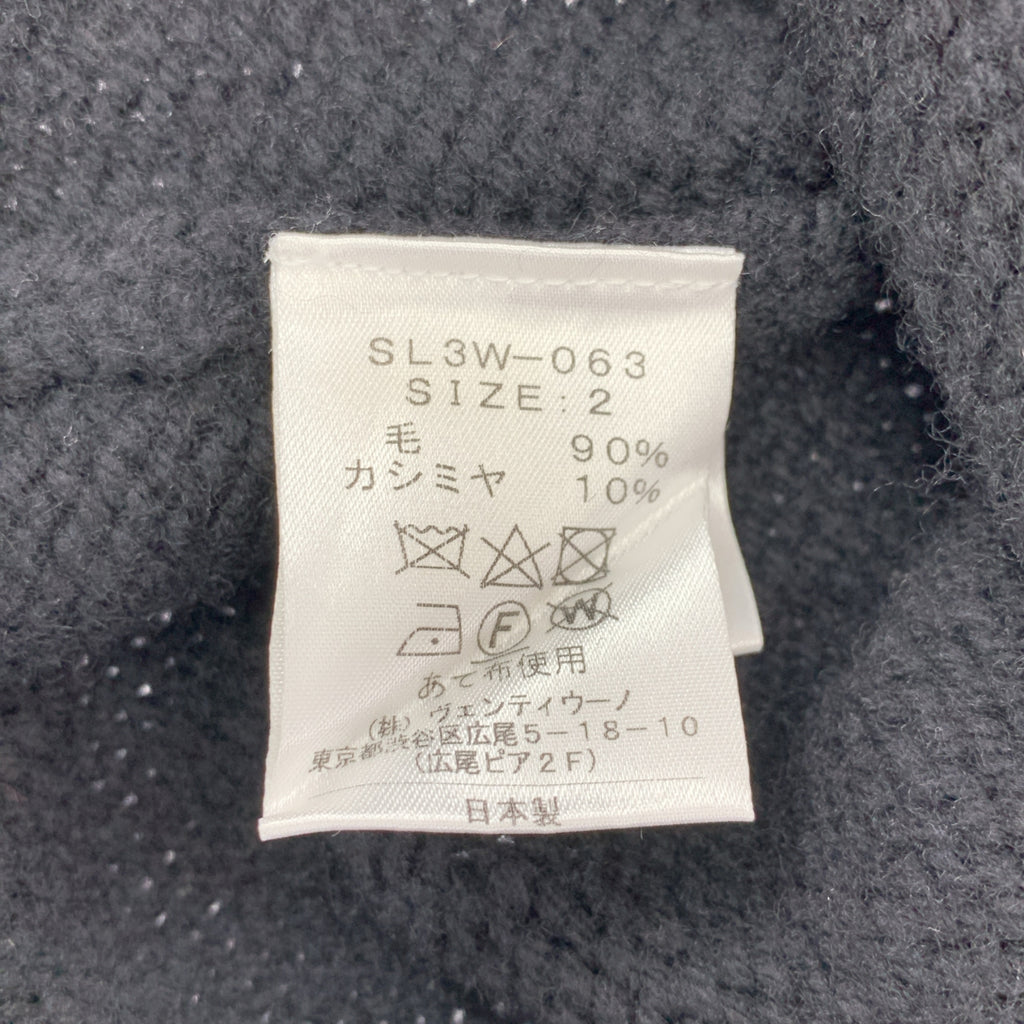 SL3W-063
SIZE:2
毛 90%
カシミヤ 10%
F W
あて布使用
(株) ヴェンティウーノ
東京都渋谷区広尾5-18-10
(広尾ピア2F)
日本製